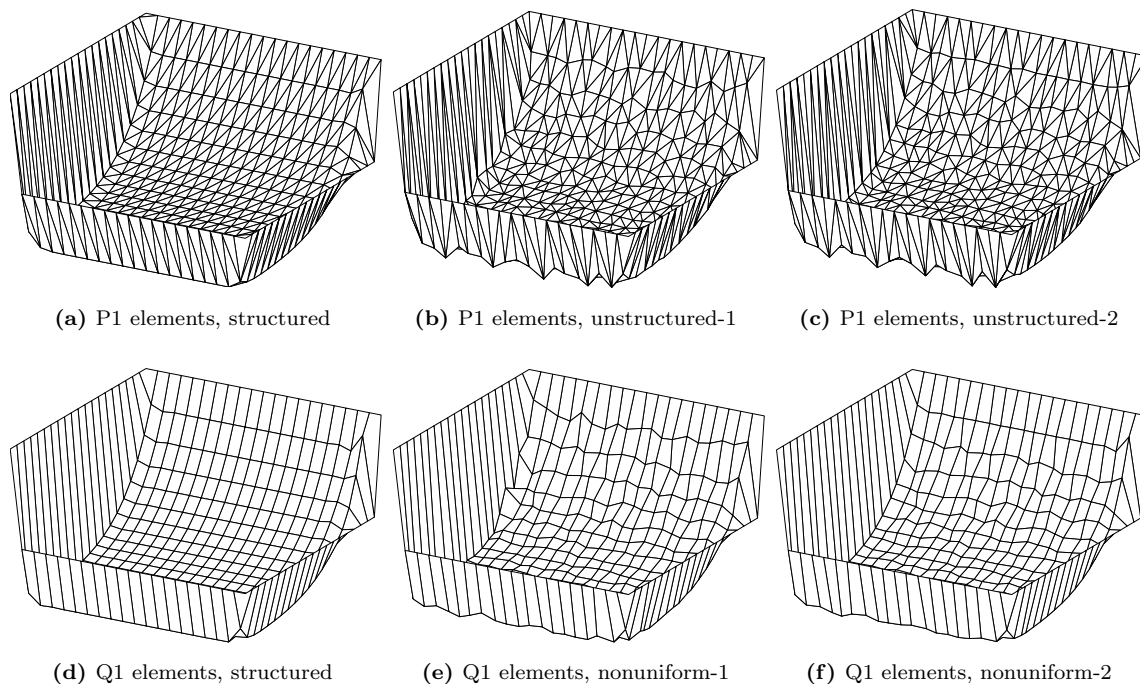 (a) P1 elements, structured
(b) P1 elements, unstructured-1
(c) P1 elements, unstructured-2
(d) Q1 elements, structured
(e) Q1 elements, nonuniform-1
(f) Q1 elements, nonuniform-2